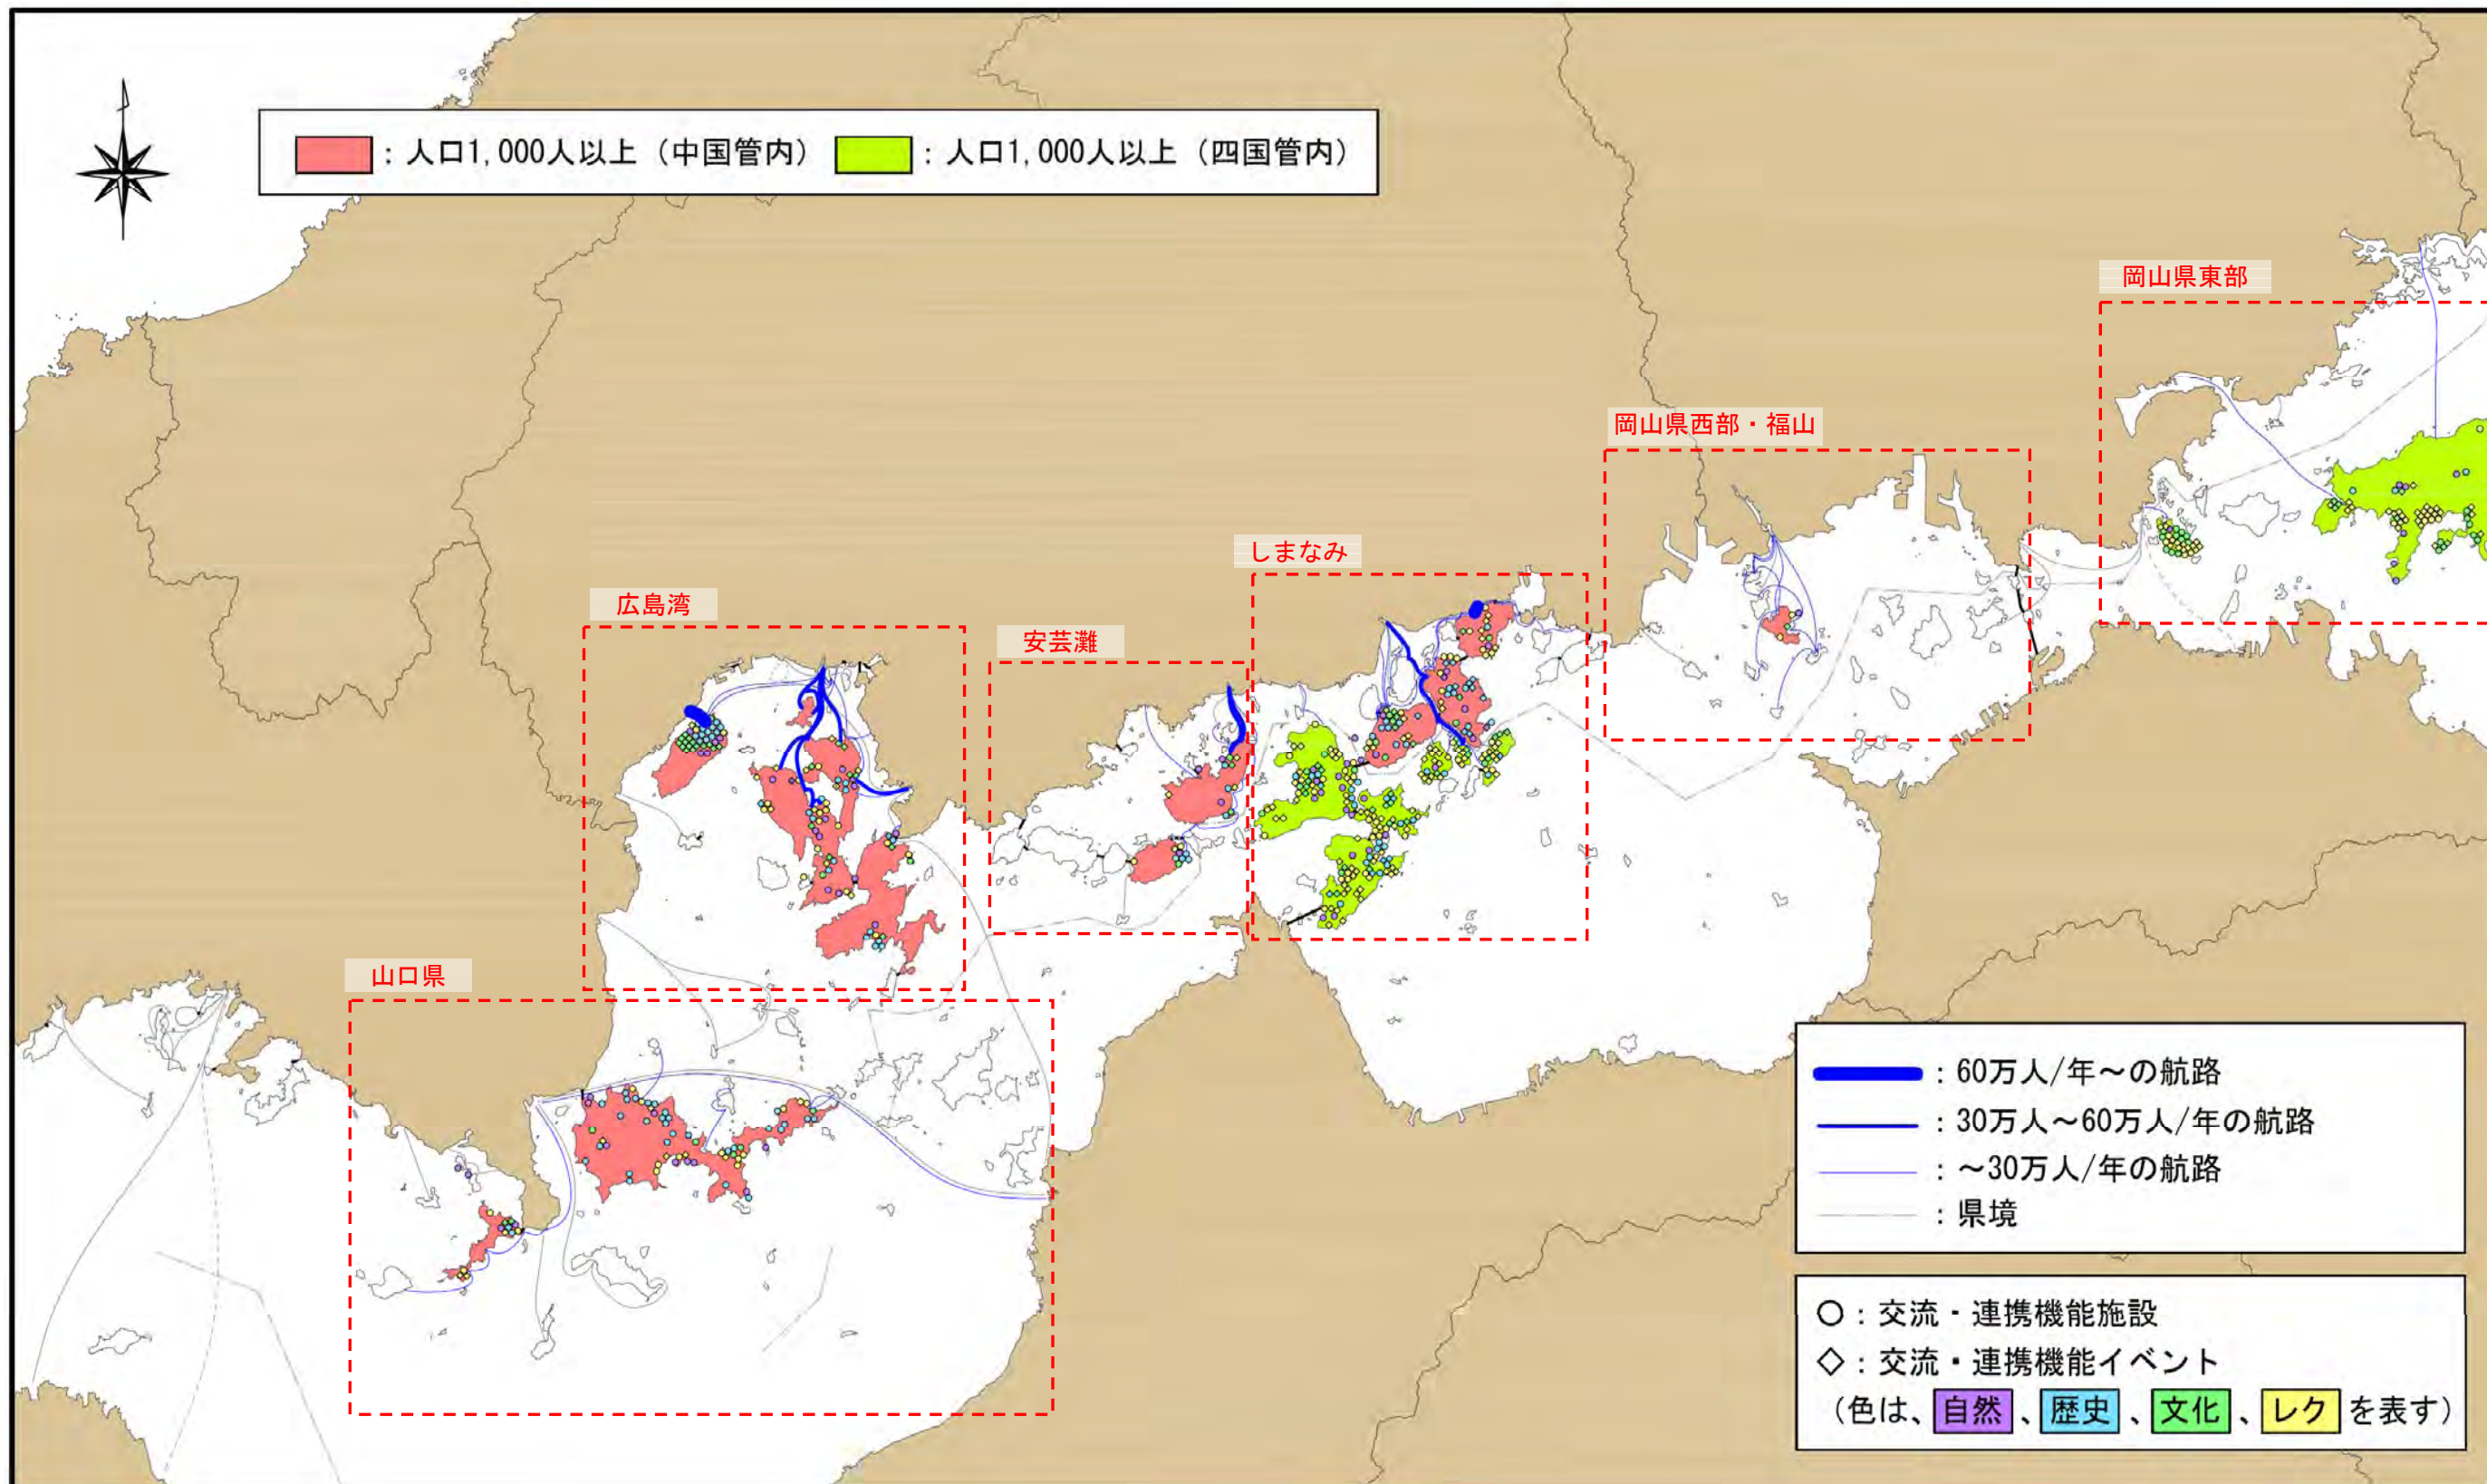 ：人口1,000人以上（中国管内）　：人口1,000人以上（四国管内）
岡山県東部
岡山県西部・福山
しまなみ
広島湾
安芸灘
山口県
：60万人/年～の航路
：30万人～60万人/年の航路
：～30万人/年の航路
：県境
○：交流・連携機能施設
◇：交流・連携機能イベント
（色は、自然、歴史、文化、レクを表す）